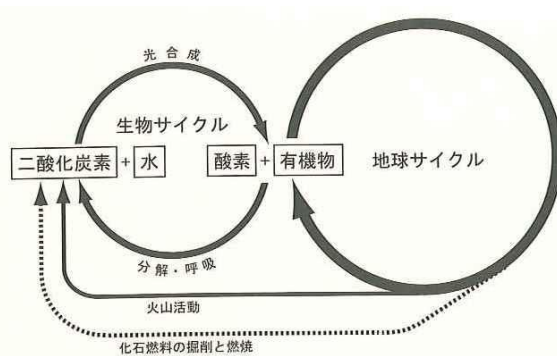 光合成
生物サイクル
二酸化炭素 + 水
酸素 + 有機物
地球サイクル
分解・呼吸
火山活動
化石燃料の掘削と燃焼